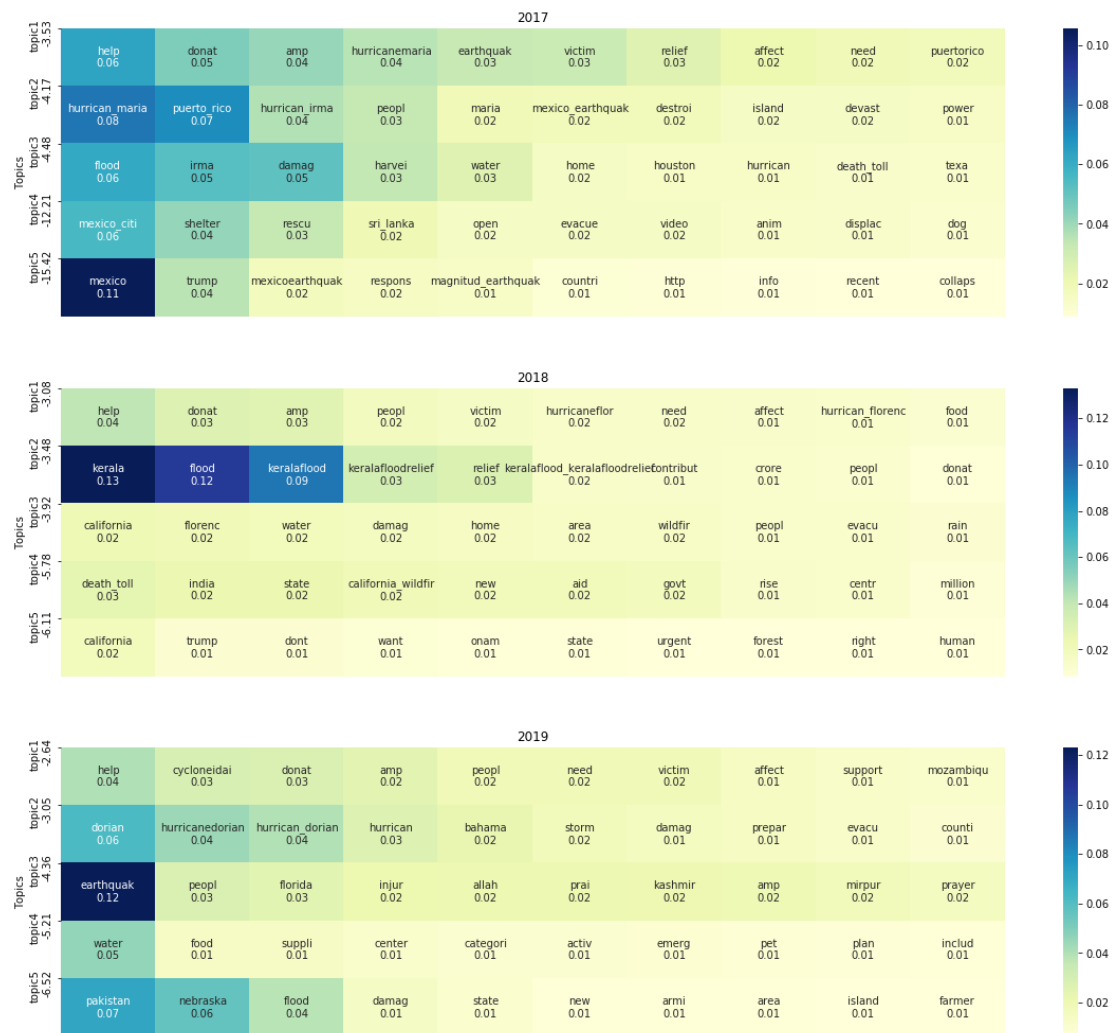 2017
topic1
-3.53
help donat amp hurricanemaria earthquak victim relief affect need puertorico
0.06 0.05 0.04 0.04 0.03 0.03 0.03 0.02 0.02 0.02
topic2
-4.17
hurrican_maria puerto_rico hurrican_irma peopl maria mexico_earthquak destroi island devast power
0.08 0.07 0.04 0.03 0.02 0.02 0.02 0.02 0.02 0.01
Topics
topic3
-4.48
flood irma damag harvei water home houston hurrican death_toll texa
0.06 0.05 0.05 0.03 0.03 0.02 0.01 0.01 0.01 0.01
topic4
-12.21
mexico_citi shelter rescu sri_lanka open evacue video anim displac dog
0.06 0.04 0.03 0.02 0.02 0.02 0.02 0.01 0.01 0.01
topic5
-15.42
mexico trump mexicoearthquak respons magnitud_earthquak countri http info recent collaps
0.11 0.04 0.02 0.02 0.01 0.01 0.01 0.01 0.01 0.01
0.10
0.08
0.06
0.04
0.02
2018
topic1
-3.08
help donat amp peopl victim hurricaneflor need affect hurrican_florenc food
0.04 0.03 0.03 0.02 0.02 0.02 0.02 0.01 0.01 0.01
topic2
-3.48
kerala flood keralaflood keralafloodrelief relief keralaflood_keralafloodrelief contribut crore peopl donat
0.13 0.12 0.09 0.03 0.03 0.02 0.01 0.01 0.01 0.01
Topics
topic3
-3.92
california florenc water damag home area wildfir peopl evacu rain
0.02 0.02 0.02 0.02 0.02 0.01 0.01 0.01 0.01 0.01
topic4
-5.78
death_toll india state california_wildfir new aid govt rise centr million
0.03 0.02 0.02 0.02 0.02 0.02 0.02 0.01 0.01 0.01
topic5
-6.11
california trump dont want onam state urgent forest right human
0.02 0.01 0.01 0.01 0.01 0.01 0.01 0.01 0.01 0.01
0.12
0.10
0.08
0.06
0.04
0.02
2019
topic1
-2.64
help cycloneidai donat amp peopl need victim affect support mozambiqu
0.04 0.03 0.03 0.02 0.02 0.02 0.02 0.01 0.01 0.01
topic2
-3.05
dorian hurricanedorian hurrican_dorian hurrican bahama storm damag prepar evacu counti
0.06 0.04 0.04 0.03 0.02 0.02 0.01 0.01 0.01 0.01
Topics
topic3
-4.36
earthquak peopl florida injur allah prai kashmir amp mirpur prayer
0.12 0.03 0.03 0.02 0.02 0.02 0.02 0.02 0.02 0.02
topic4
-5.21
water food suppli center categori activ emerg pet plan includ
0.05 0.01 0.01 0.01 0.01 0.01 0.01 0.01 0.01 0.01
topic5
-6.52
pakistan nebraska flood damag state new armi area island farmer
0.07 0.06 0.04 0.01 0.01 0.01 0.01 0.01 0.01 0.01
0.12
0.10
0.08
0.06
0.04
0.02